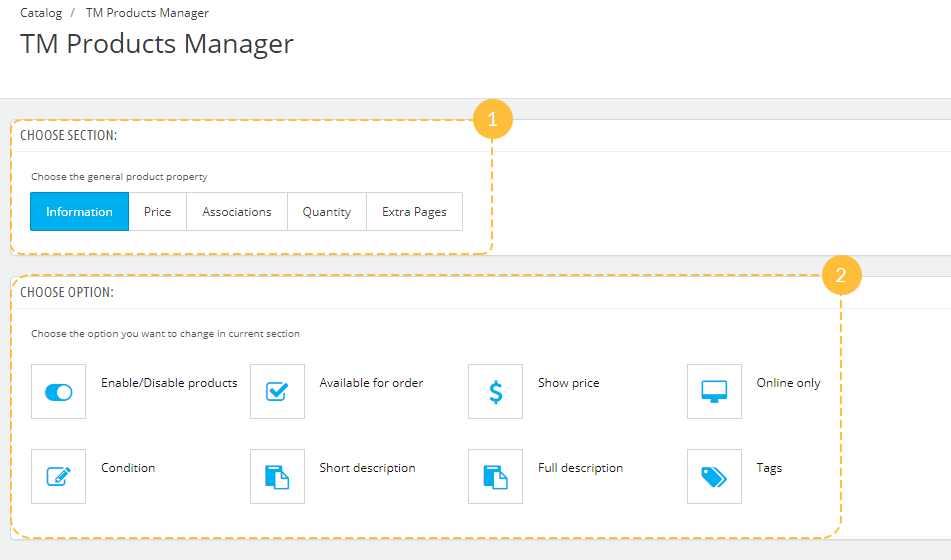 Catalog / TM Products Manager
TM Products Manager
1
CHOOSE SECTION:
Choose the general product property
Information Price Associations Quantity Extra Pages
2
CHOOSE OPTION:
Choose the option you want to change in current section
Enable/Disable products Available for order Show price Online only
Condition Short description Full description Tags